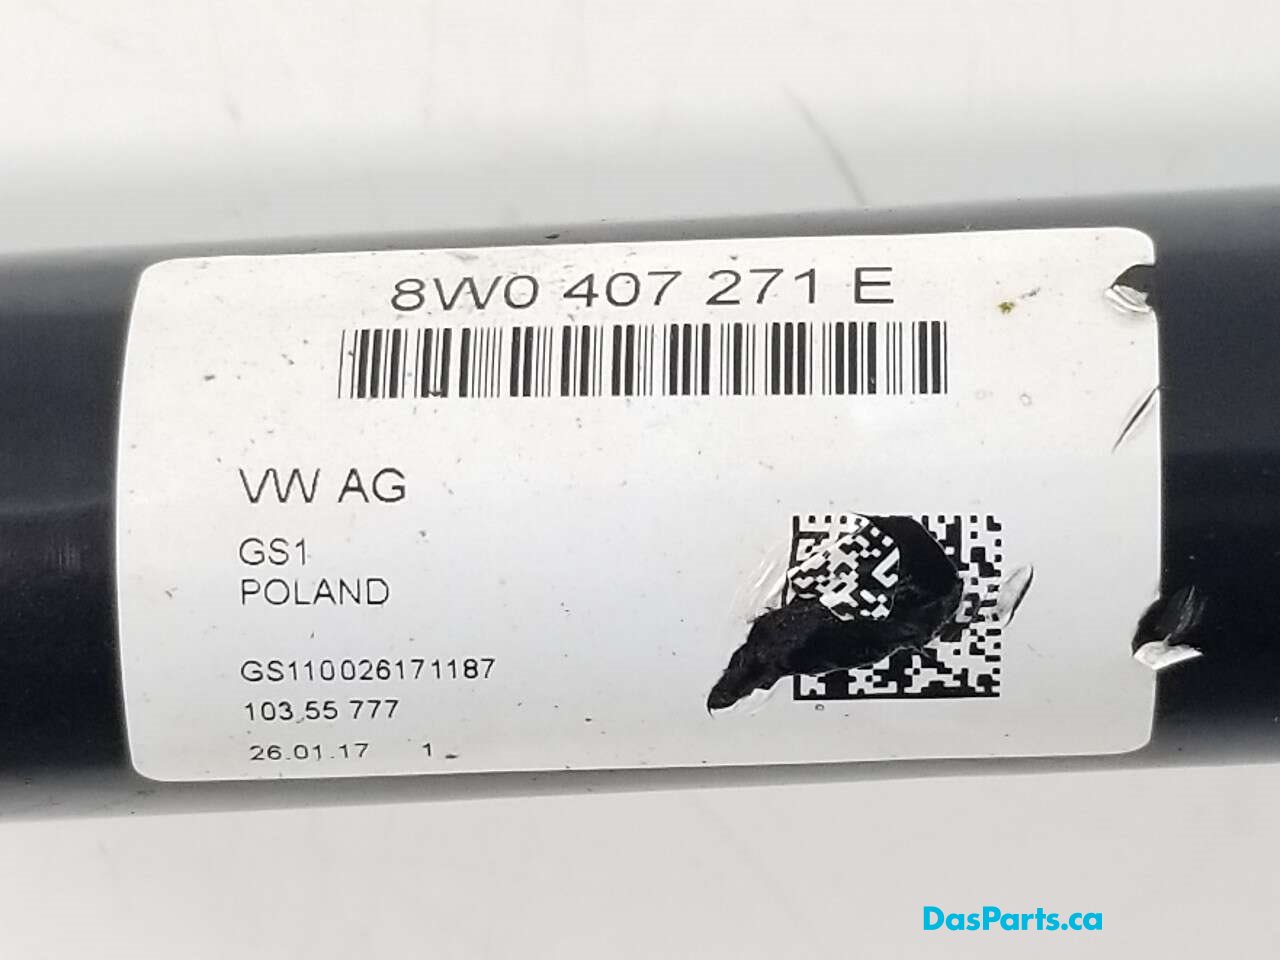 8W0 407 271 E
VW AG
GS1
POLAND
GS110026171187
103.55 777
26.01.17 1
DasParts.ca